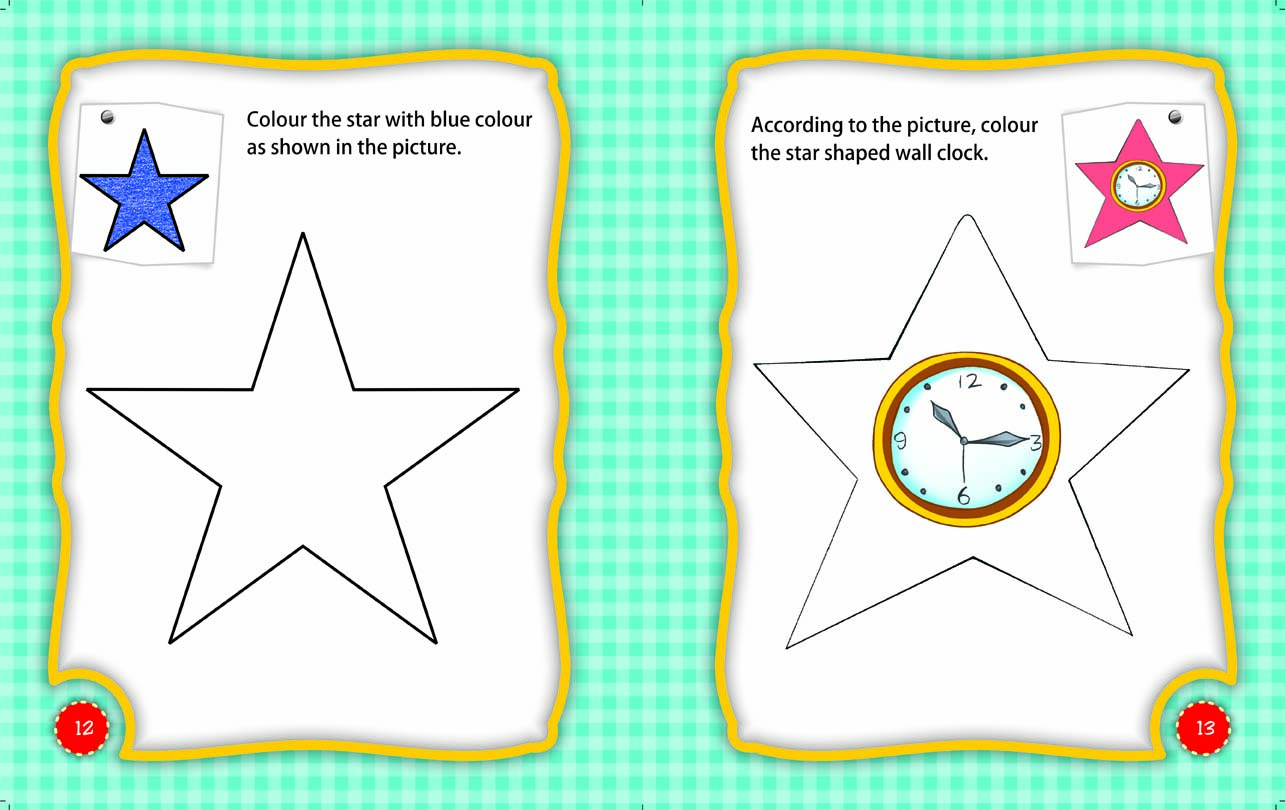 Colour the star with blue colour
as shown in the picture.
12
According to the picture, colour
the star shaped wall clock.
12
9
3
6
13